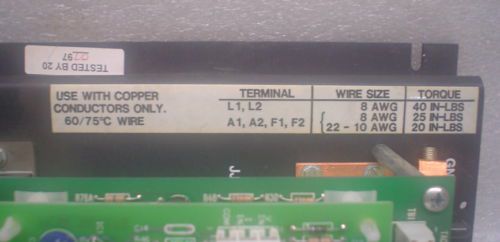 TESTED BY 20
97
USE WITH COPPER
CONDUCTORS ONLY.
60/75°C WIRE
TERMINAL WIRE SIZE TORQUE
L1, L2 8 AWG 40 IN-LBS
A1, A2, F1, F2 { 8 AWG 25 IN-LBS
22 - 10 AWG 20 IN-LBS